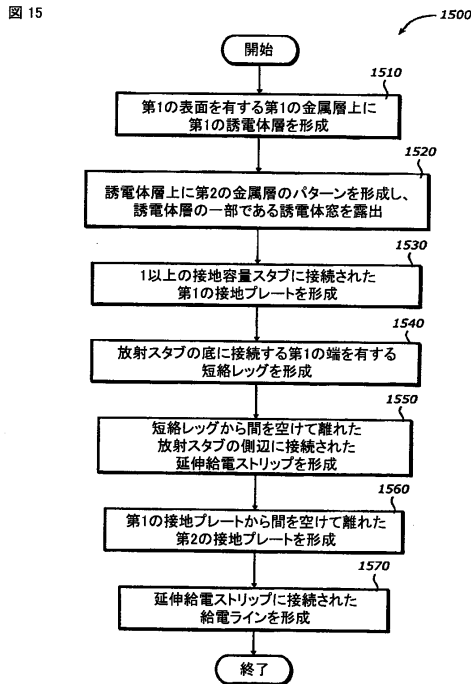 図 15
1500
開始
1510
第1の表面を有する第1の金属層上に
第1の誘電体層を形成
1520
誘電体層上に第2の金属層のパターンを形成し、
誘電体層の一部である誘電体窓を露出
1530
1以上の接地容量スタブに接続された
第1の接地プレートを形成
1540
放射スタブの底に接続する第1の端を有する
短絡レッグを形成
1550
短絡レッグから間を空けて離れた
放射スタブの側辺に接続された
延伸給電ストリップを形成
1560
第1の接地プレートから間を空けて離れた
第2の接地プレートを形成
1570
延伸給電ストリップに接続された
給電ラインを形成
終了